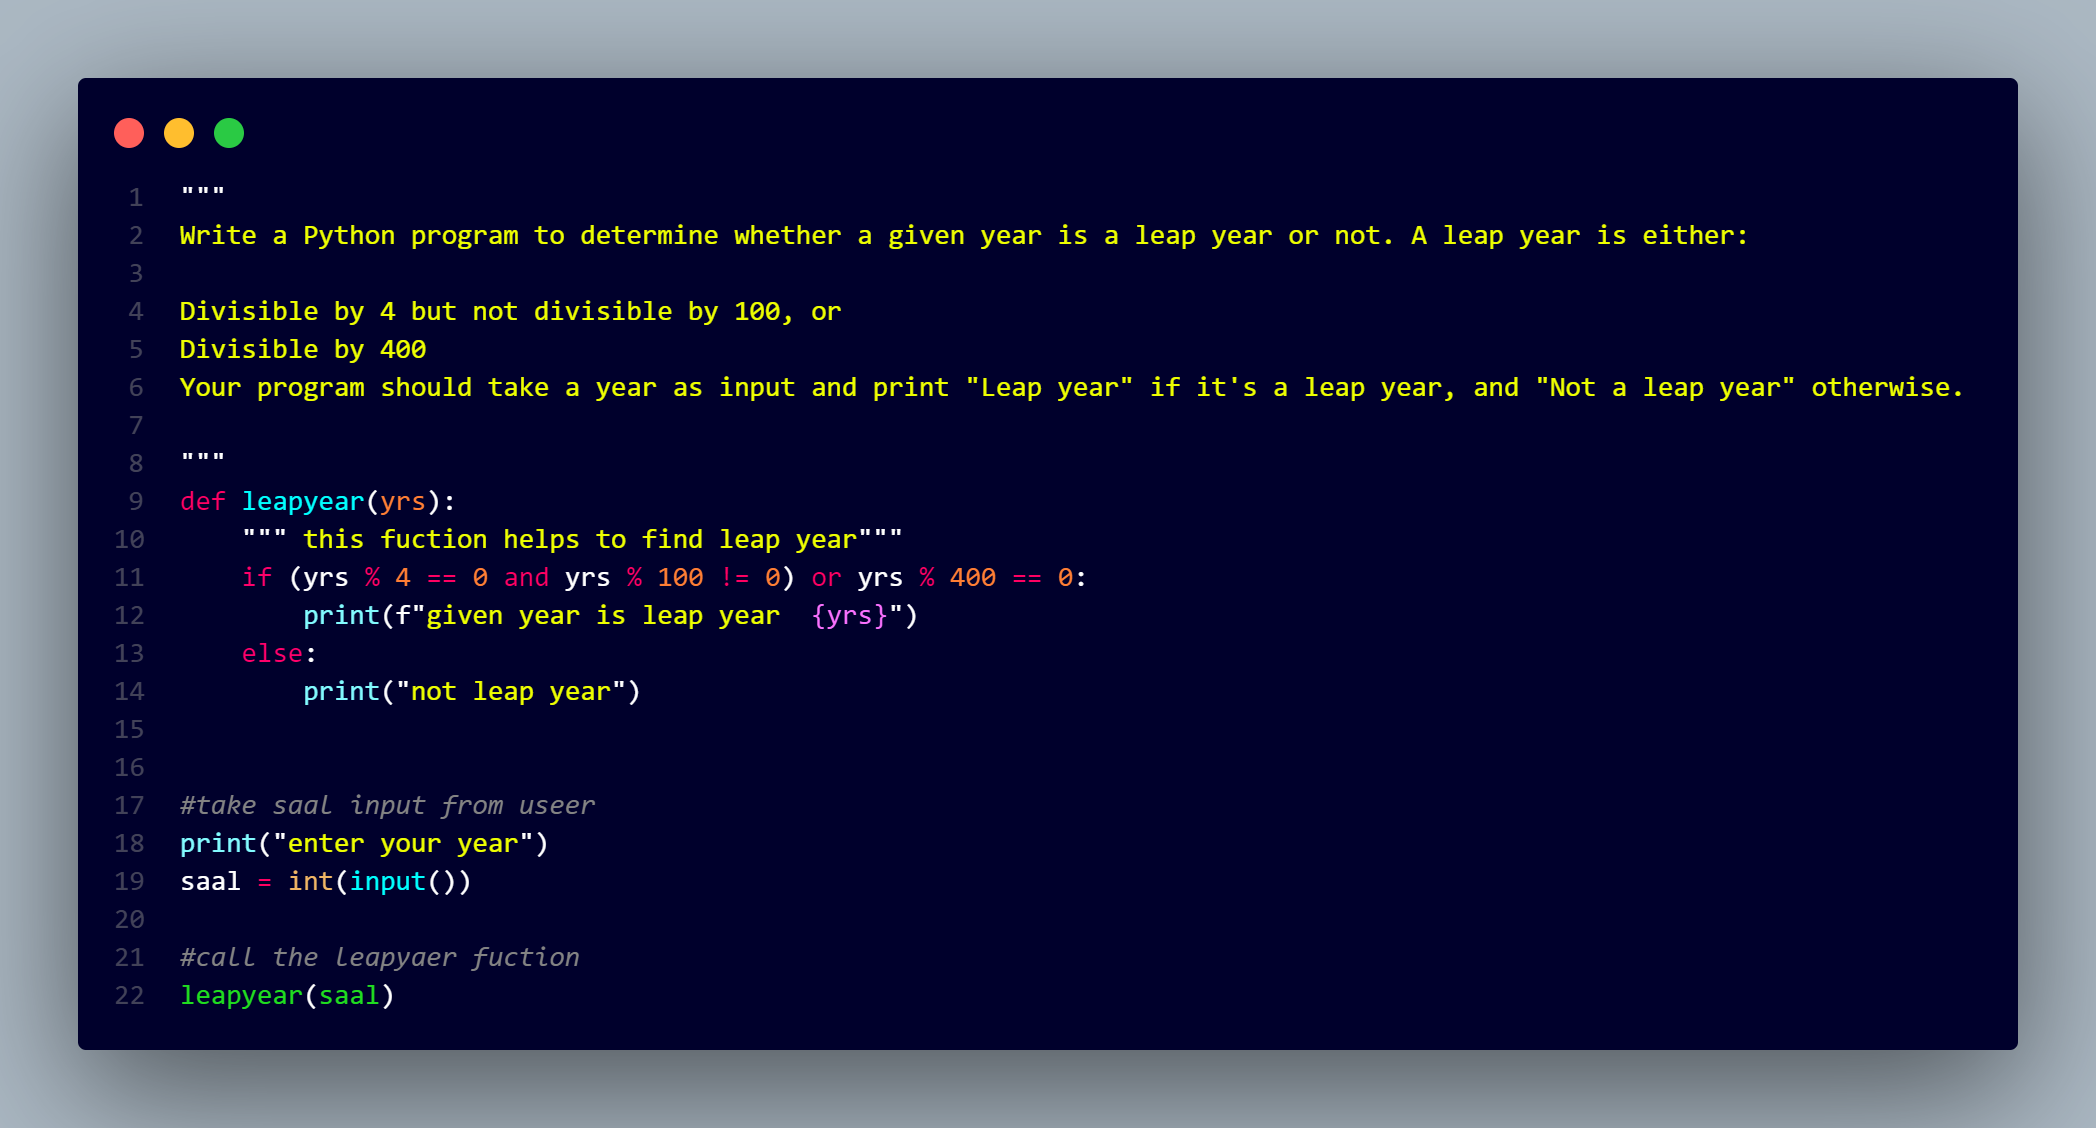 1 """
2 Write a Python program to determine whether a given year is a leap year or not. A leap year is either:
3
4 Divisible by 4 but not divisible by 100, or
5 Divisible by 400
6 Your program should take a year as input and print "Leap year" if it's a leap year, and "Not a leap year" otherwise.
7
8 """
9 def leapyear(yrs):
10     """ this fuction helps to find leap year"""
11     if (yrs % 4 == 0 and yrs % 100 != 0) or yrs % 400 == 0:
12         print(f"given year is leap year  {yrs}")
13     else:
14         print("not leap year")
15
16
17 #take saal input from useer
18 print("enter your year")
19 saal = int(input())
20
21 #call the leapyaer fuction
22 leapyear(saal)